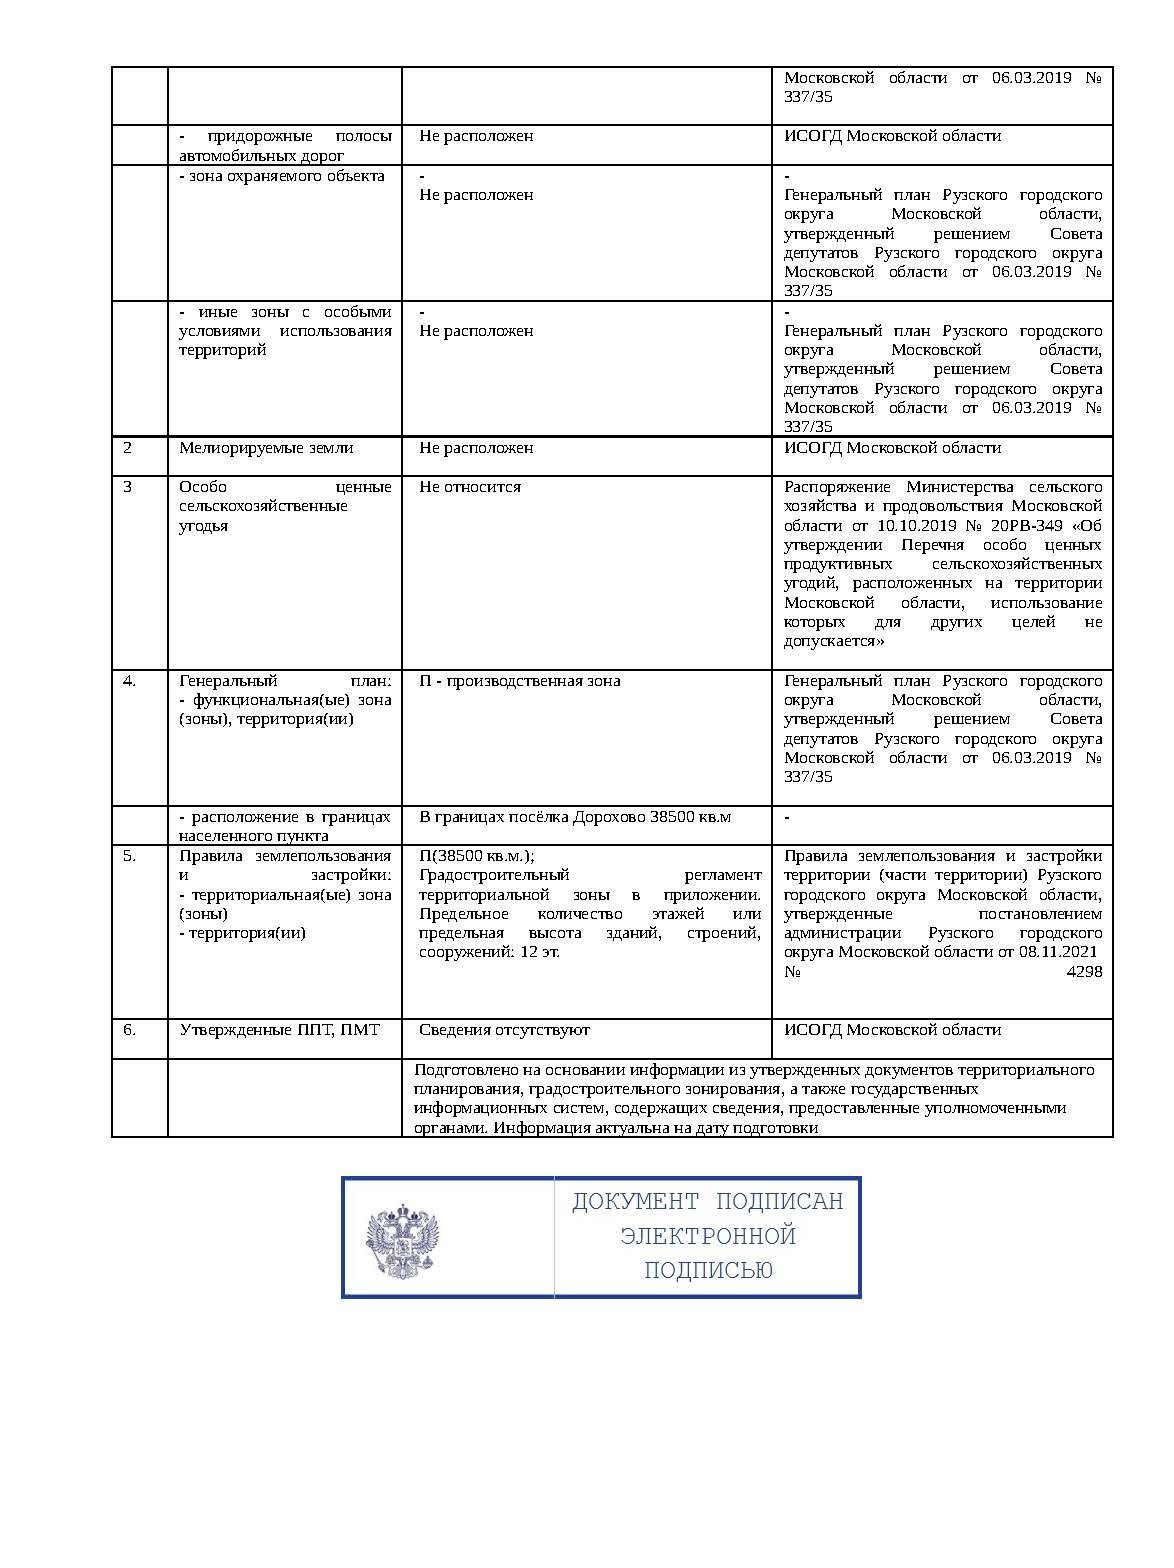 Московской области от 06.03.2019 №
337/35
- придорожные полосы
автомобильных дорог
Не расположен
ИСОГД Московской области
- зона охраняемого объекта
-
Не расположен
-
Генеральный план Рузского городского
округа Московской области,
утвержденный решением Совета
депутатов Рузского городского округа
Московской области от 06.03.2019 №
337/35
- иные зоны с особыми
условиями использования
территорий
-
Не расположен
-
Генеральный план Рузского городского
округа Московской области,
утвержденный решением Совета
депутатов Рузского городского округа
Московской области от 06.03.2019 №
337/35
2
Мелиорируемые земли
Не расположен
ИСОГД Московской области
3
Особо ценные
сельскохозяйственные
угодья
Не относится
Распоряжение Министерства сельского
хозяйства и продовольствия Московской
области от 10.10.2019 № 20РВ-349 «Об
утверждении Перечня особо ценных
продуктивных сельскохозяйственных
угодий, расположенных на территории
Московской области, использование
которых для других целей не
допускается»
4.
Генеральный план:
- функциональная(ые) зона
(зоны), территория(ии)
П - производственная зона
Генеральный план Рузского городского
округа Московской области,
утвержденный решением Совета
депутатов Рузского городского округа
Московской области от 06.03.2019 №
337/35
- расположение в границах
населенного пункта
В границах посёлка Дорохово 38500 кв.м
-
5.
Правила землепользования
и застройки:
- территориальная(ые) зона
(зоны)
- территория(ии)
П(38500 кв.м.);
Градостроительный регламент
территориальной зоны в приложении.
Предельное количество этажей или
предельная высота зданий, строений,
сооружений: 12 эт.
Правила землепользования и застройки
территории (части территории) Рузского
городского округа Московской области,
утвержденные постановлением
администрации Рузского городского
округа Московской области от 08.11.2021
№ 4298
6.
Утвержденные ППТ, ПМТ
Сведения отсутствуют
ИСОГД Московской области
Подготовлено на основании информации из утвержденных документов территориального
планирования, градостроительного зонирования, а также государственных
информационных систем, содержащих сведения, предоставленные уполномоченными
органами. Информация актуальна на дату подготовки
ДОКУМЕНТ ПОДПИСАН
ЭЛЕКТРОННОЙ
ПОДПИСЬЮ